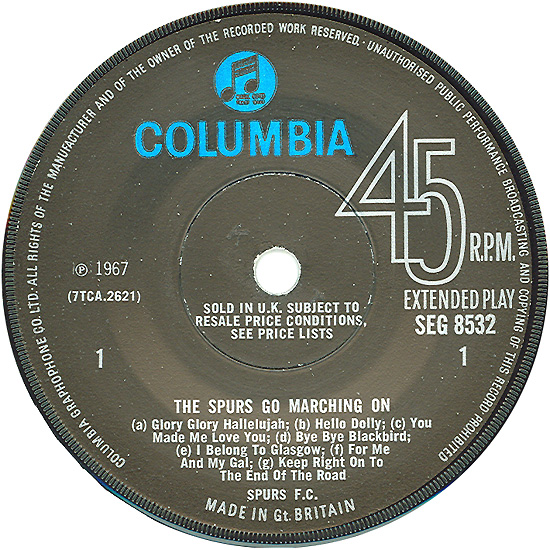 COLUMBIA GRAPHOPHONE CO. LTD. ALL RIGHTS OF THE MANUFACTURER AND OF THE OWNER OF THE RECORDED WORK RESERVED · UNAUTHORISED PUBLIC PERFORMANCE BROADCASTING AND COPYING OF THIS RECORD PROHIBITED
COLUMBIA
45
R.P.M.
℗ 1967
(7TCA.2621)
EXTENDED PLAY
SEG 8532
SOLD IN U.K. SUBJECT TO
RESALE PRICE CONDITIONS,
SEE PRICE LISTS
1 1
THE SPURS GO MARCHING ON
(a) Glory Glory Hallelujah; (b) Hello Dolly; (c) You
Made Me Love You; (d) Bye Bye Blackbird;
(e) I Belong To Glasgow; (f) For Me
And My Gal; (g) Keep Right On To
The End Of The Road
SPURS F.C.
MADE IN Gt. BRITAIN